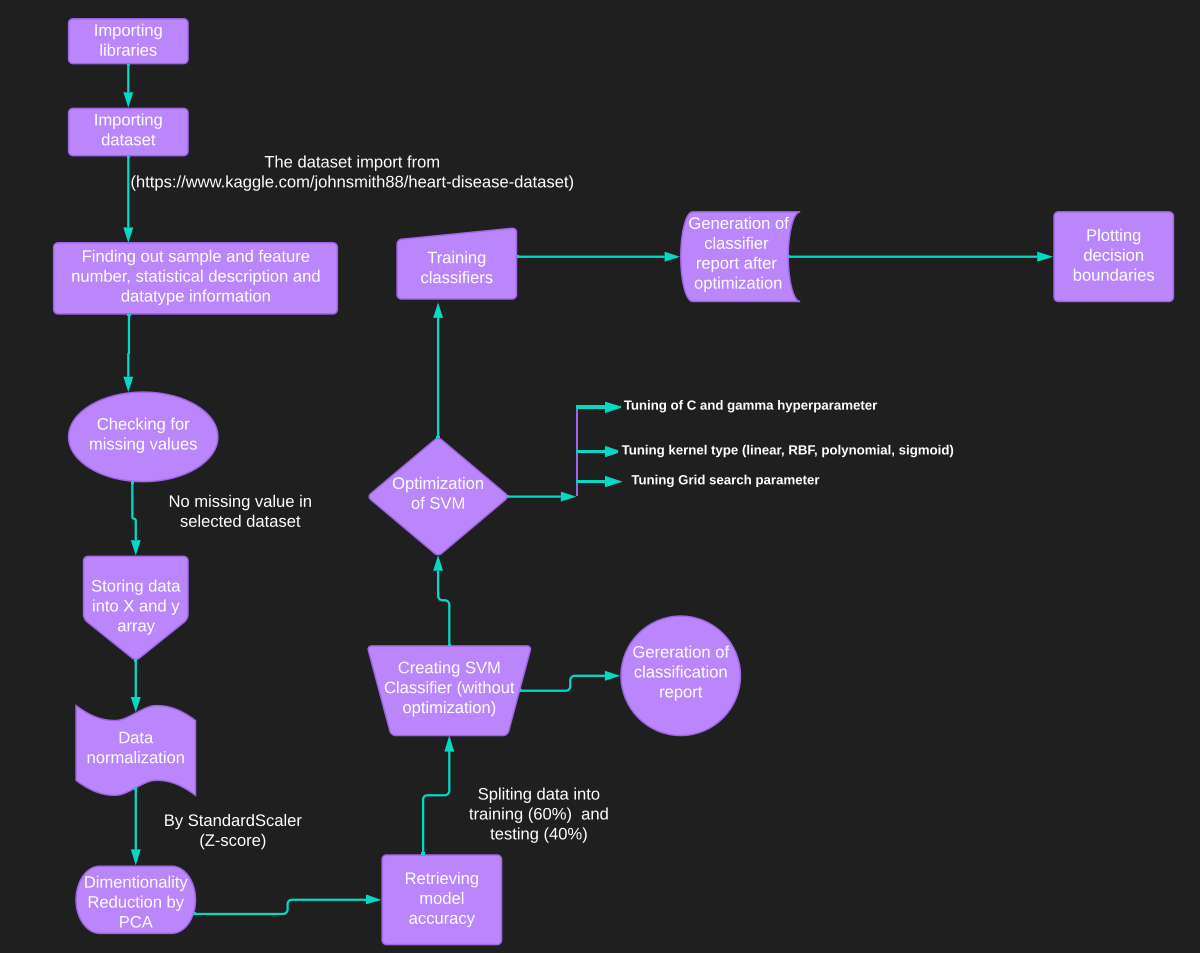 Importing
libraries
Importing
dataset
The dataset import from
(https://www.kaggle.com/johnsmith88/heart-disease-dataset)
Finding out sample and feature
number, statistical description and
datatype information
Checking for
missing values
No missing value in
selected dataset
Storing data
into X and y
array
Data
normalization
By StandardScaler
(Z-score)
Dimentionality
Reduction by
PCA
Retrieving
model
accuracy
Spliting data into
training (60%)  and
testing (40%)
Creating SVM
Classifier (without
optimization)
Gereration of
classification
report
Optimization
of SVM
Tuning of C and gamma hyperparameter
Tuning kernel type (linear, RBF, polynomial, sigmoid)
Tuning Grid search parameter
Training
classifiers
Generation of
classifier
report after
optimization
Plotting
decision
boundaries